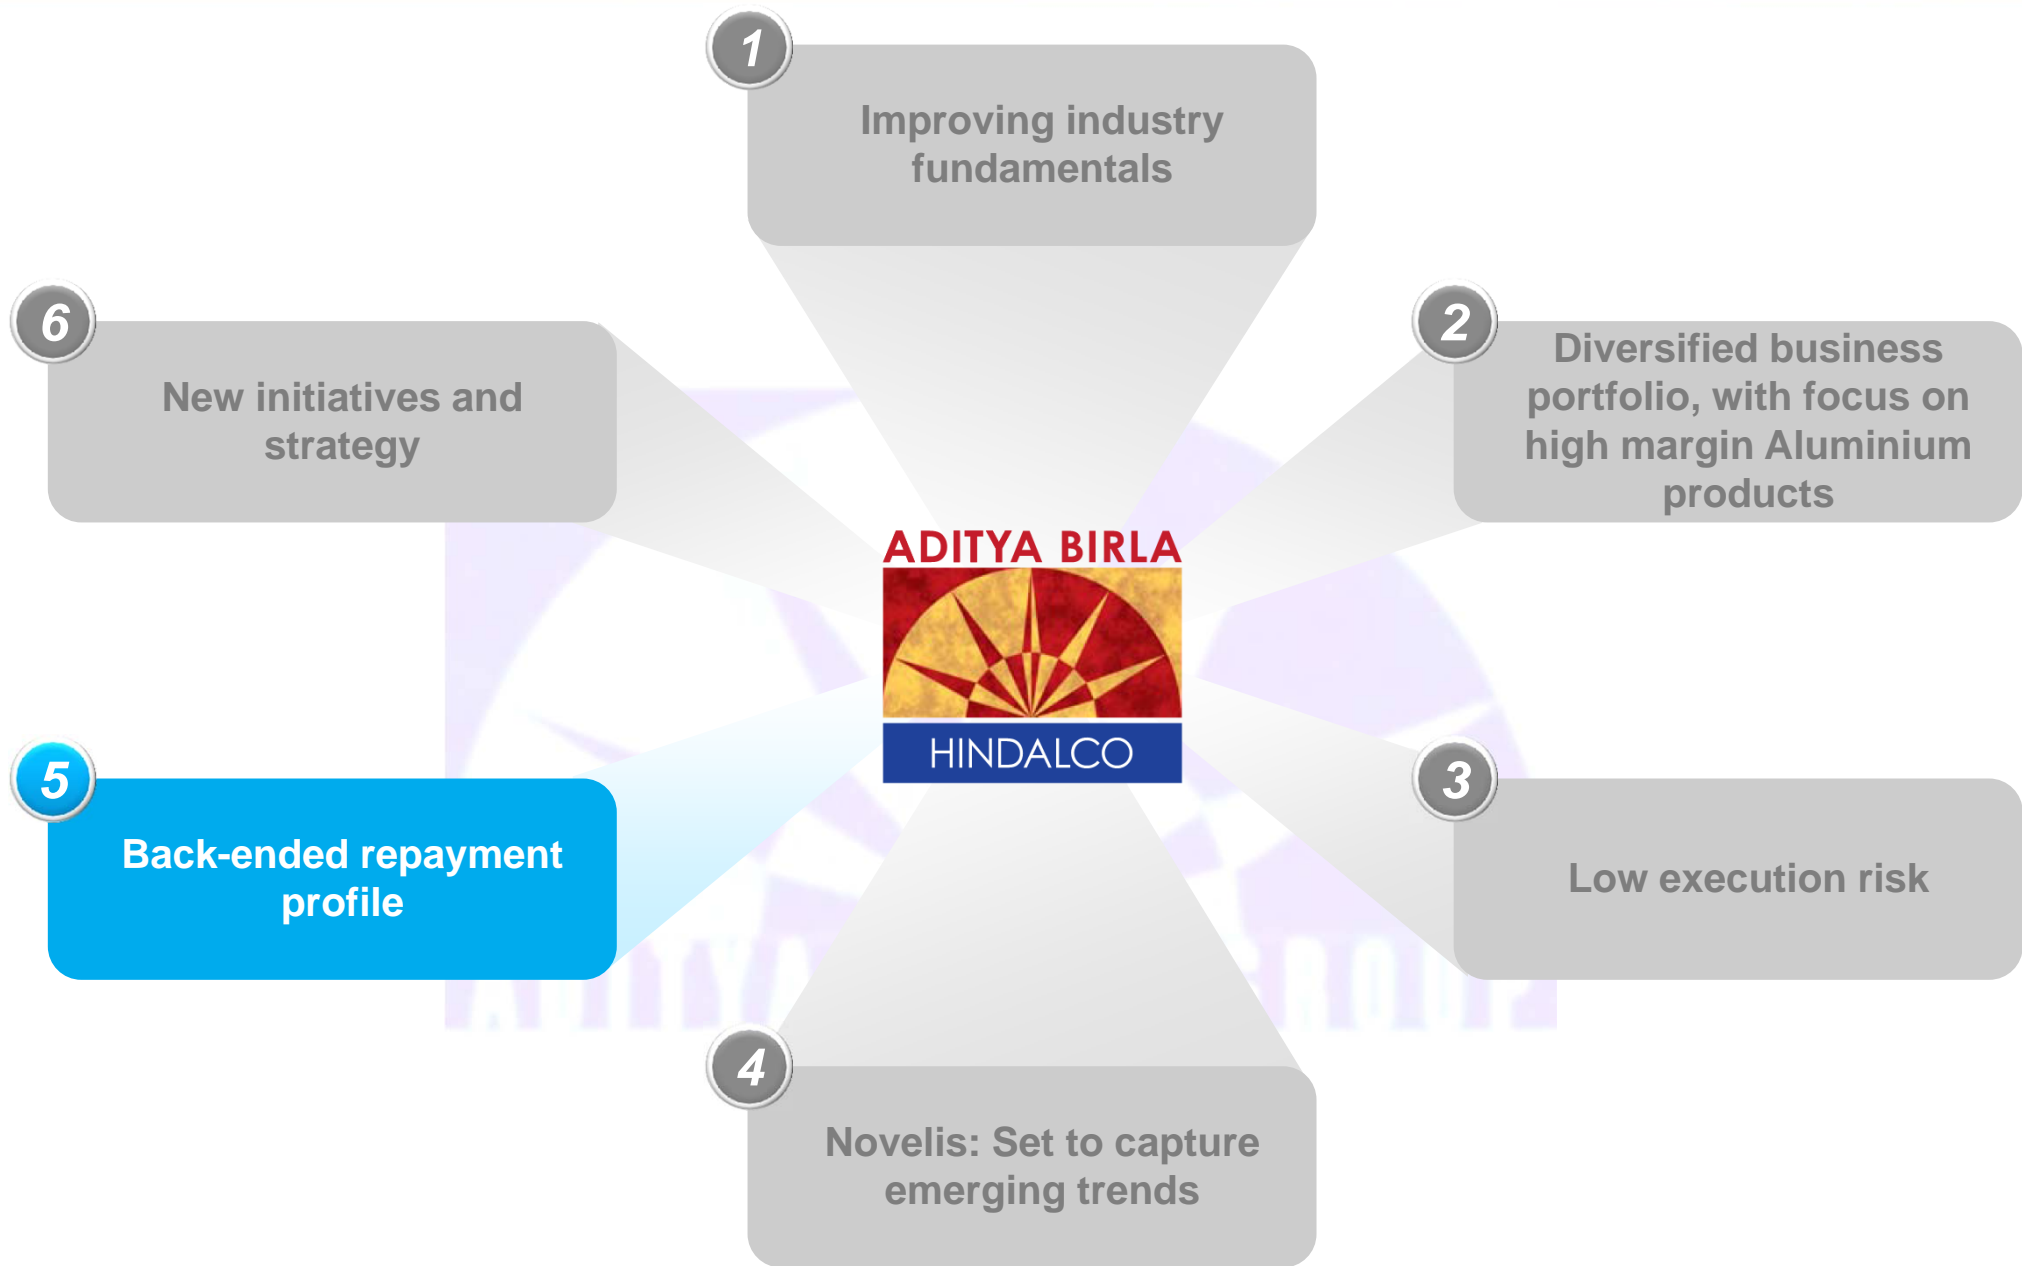 1
Improving industry
fundamentals
6
New initiatives and
strategy
2
Diversified business
portfolio, with focus on
high margin Aluminium
products
ADITYA BIRLA
HINDALCO
5
Back-ended repayment
profile
3
Low execution risk
ADITYA GROUP
4
Novelis: Set to capture
emerging trends